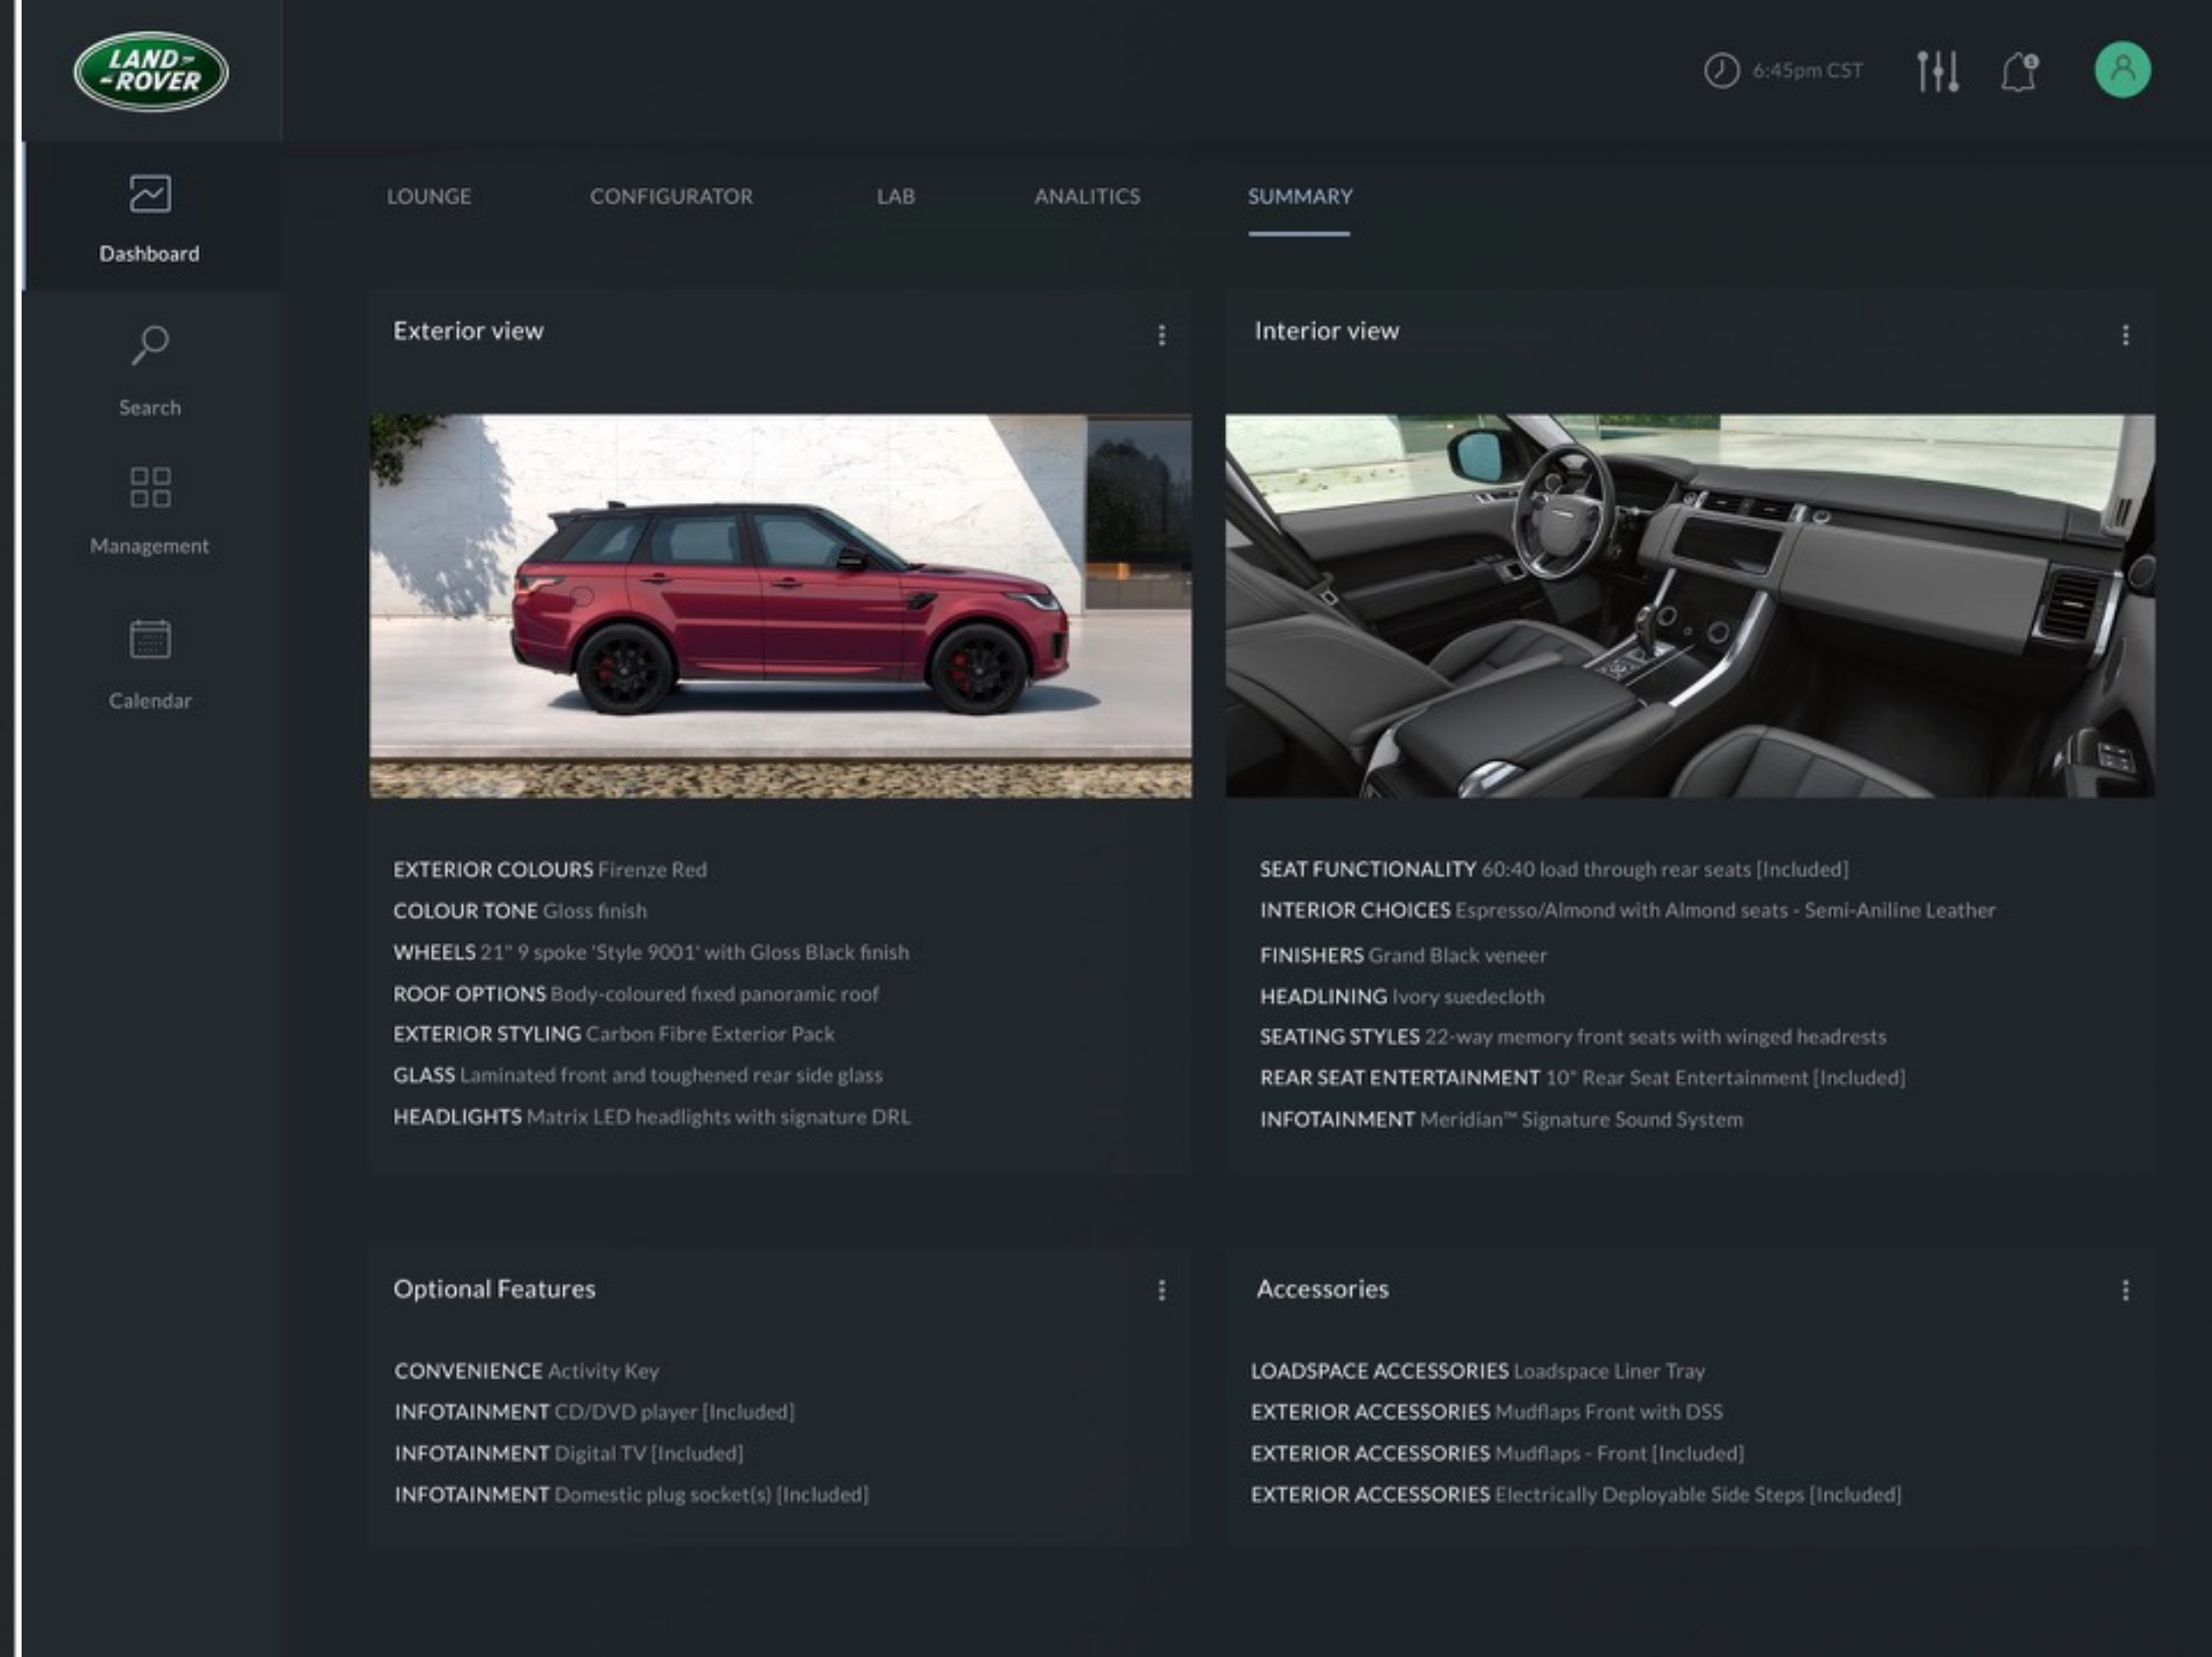 LAND
ROVER
6:45pm CST
1
Dashboard
Search
Management
Calendar
LOUNGE
CONFIGURATOR
LAB
ANALITICS
SUMMARY
Exterior view
EXTERIOR COLOURS Firenze Red
COLOUR TONE Gloss finish
WHEELS 21" 9 spoke 'Style 9001' with Gloss Black finish
ROOF OPTIONS Body-coloured fixed panoramic roof
EXTERIOR STYLING Carbon Fibre Exterior Pack
GLASS Laminated front and toughened rear side glass
HEADLIGHTS Matrix LED headlights with signature DRL
Interior view
SEAT FUNCTIONALITY 60:40 load through rear seats [Included]
INTERIOR CHOICES Espresso/Almond with Almond seats - Semi-Aniline Leather
FINISHERS Grand Black veneer
HEADLINING Ivory suedecloth
SEATING STYLES 22-way memory front seats with winged headrests
REAR SEAT ENTERTAINMENT 10" Rear Seat Entertainment [Included]
INFOTAINMENT Meridian™ Signature Sound System
Optional Features
CONVENIENCE Activity Key
INFOTAINMENT CD/DVD player [Included]
INFOTAINMENT Digital TV [Included]
INFOTAINMENT Domestic plug socket(s) [Included]
Accessories
LOADSPACE ACCESSORIES Loadspace Liner Tray
EXTERIOR ACCESSORIES Mudflaps Front with DSS
EXTERIOR ACCESSORIES Mudflaps - Front [Included]
EXTERIOR ACCESSORIES Electrically Deployable Side Steps [Included]